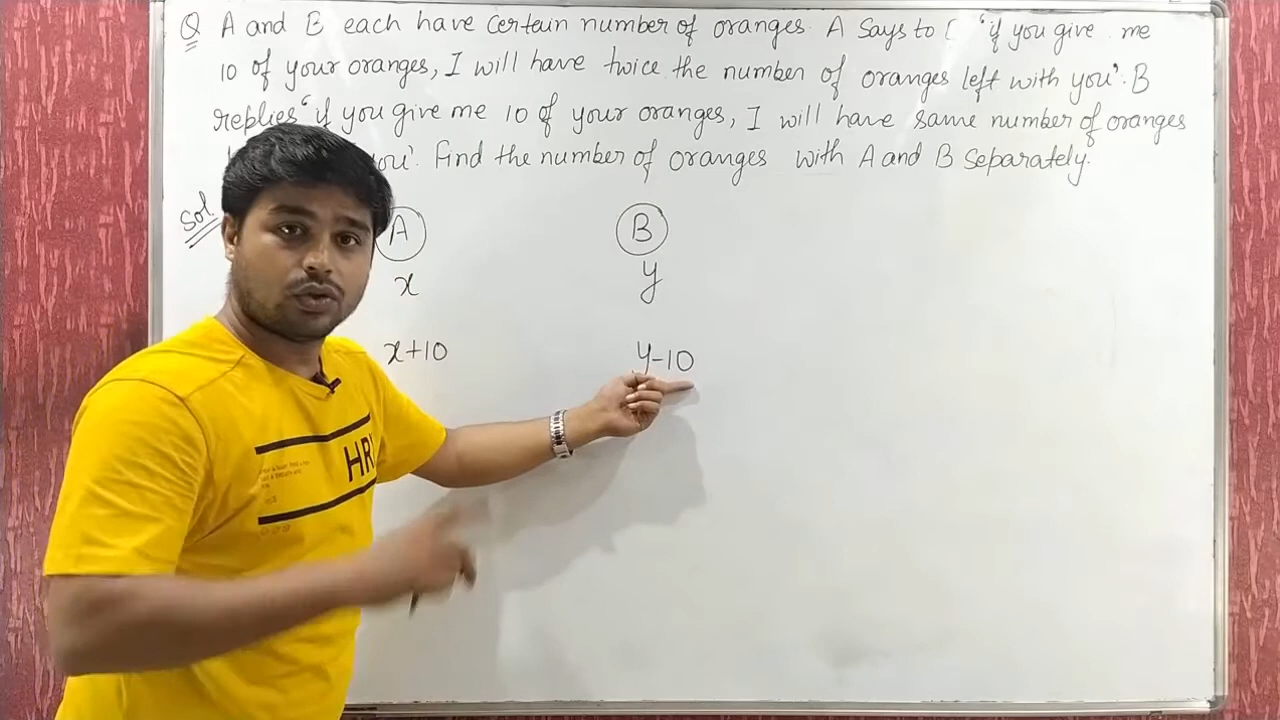 Q A and B each have certain number of oranges. A says to 'if you give me
10 of your oranges, I will have twice the number of oranges left with you'. B
replies 'if you give me 10 of your oranges, I will have same number of oranges
you'. Find the number of oranges with A and B separately.
Sol
A B
x y
x+10 y-10
HR